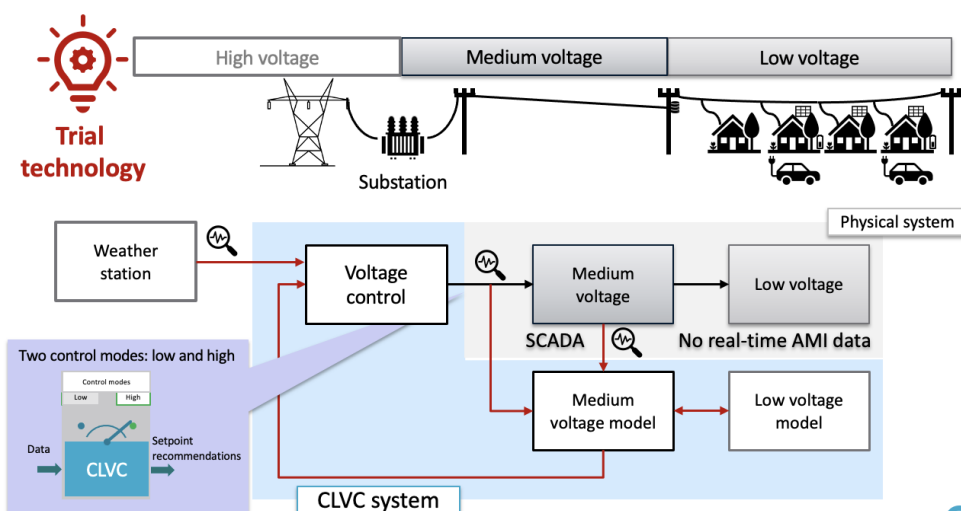 High voltage
Medium voltage
Low voltage
Trial
technology
Substation
Physical system
Weather
station
Voltage
control
Medium
voltage
Low voltage
SCADA
No real-time AMI data
Two control modes: low and high
Control modes
Low
High
Data
CLVC
Setpoint
recommendations
Medium
voltage model
Low voltage
model
CLVC system